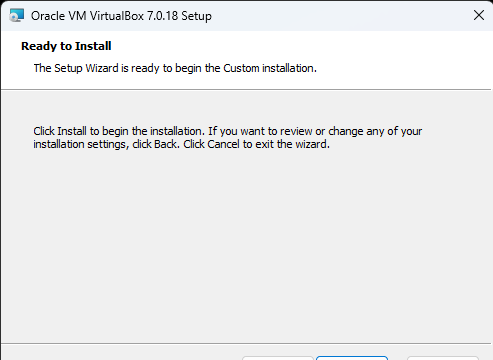 Oracle VM VirtualBox 7.0.18 Setup
Ready to Install
The Setup Wizard is ready to begin the Custom installation.
Click Install to begin the installation. If you want to review or change any of your
installation settings, click Back. Click Cancel to exit the wizard.